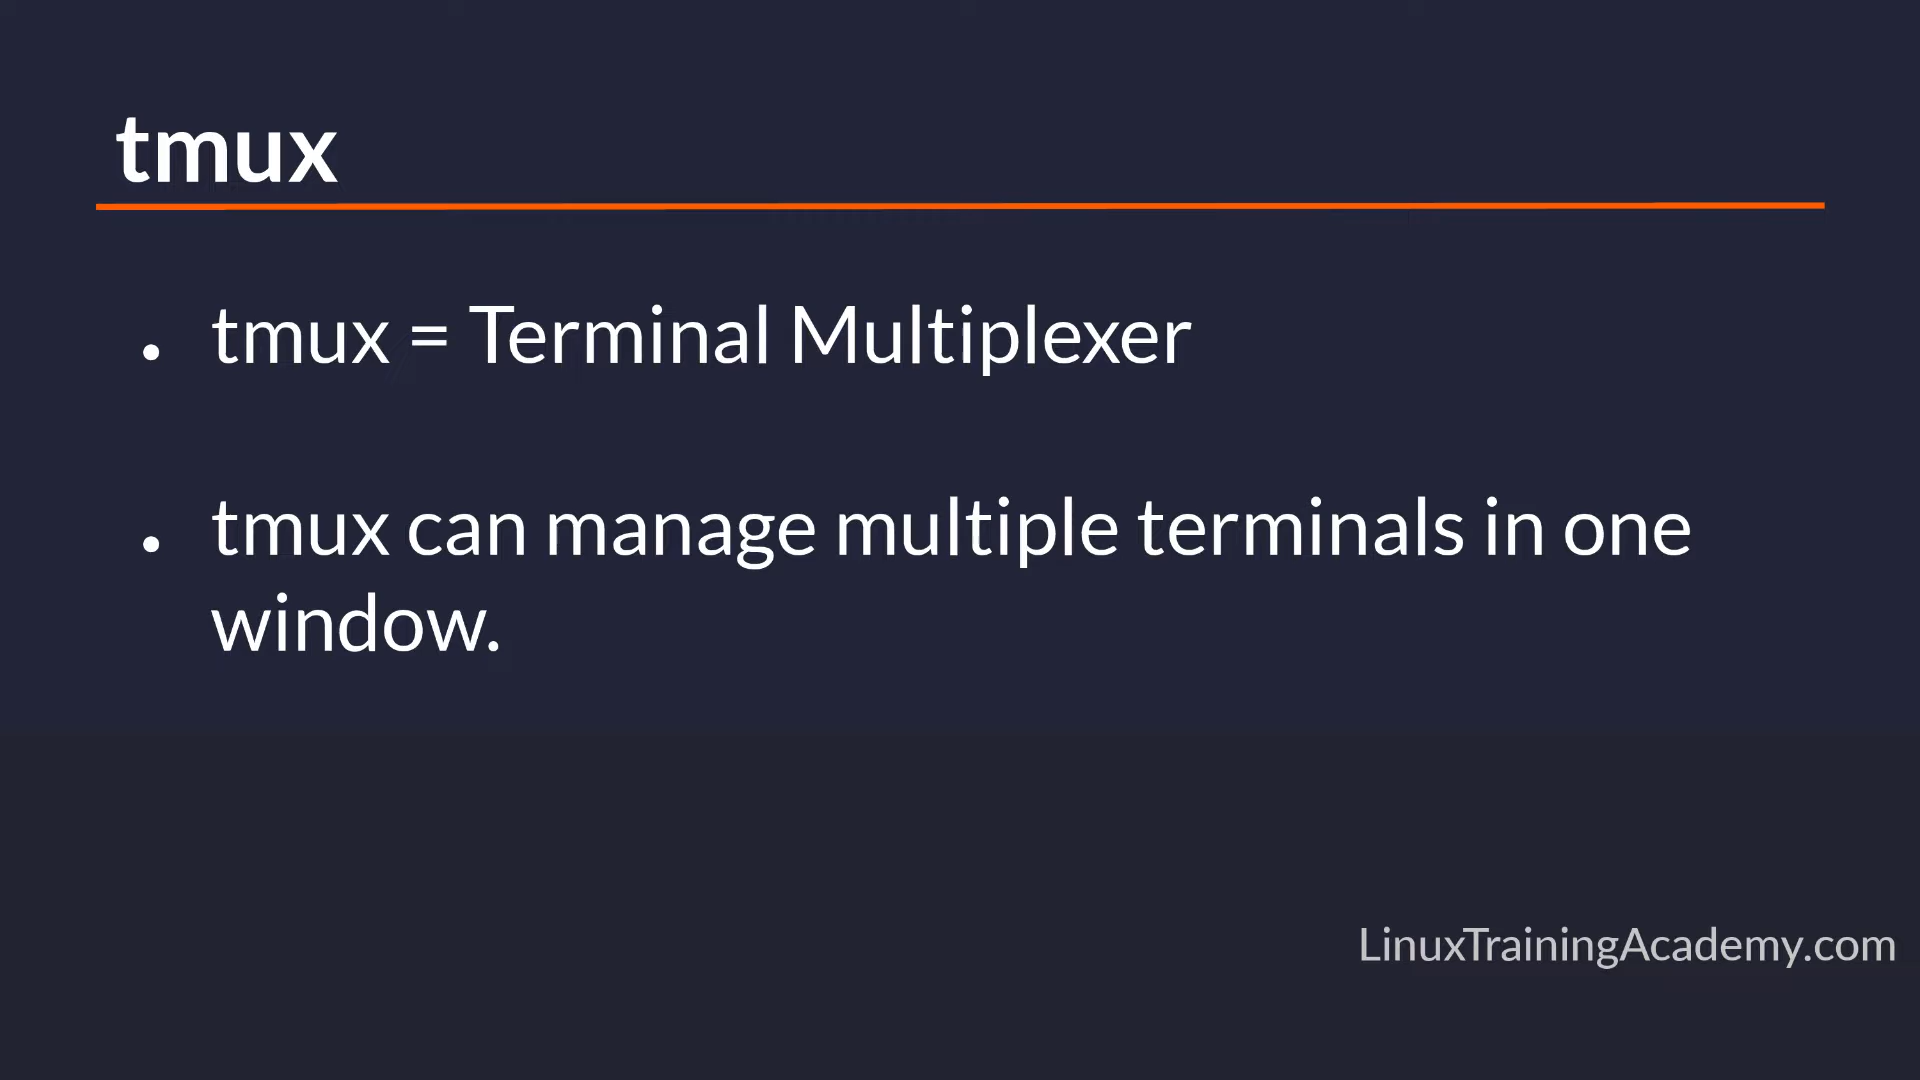 tmux
• tmux = Terminal Multiplexer
• tmux can manage multiple terminals in one
window.
LinuxTrainingAcademy.com